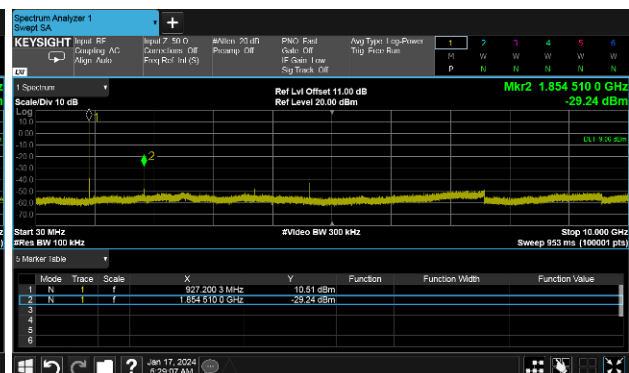 Spectrum Analyzer 1
Swept SA
+
KEYSIGHT Input: RF Input Z: 50 Ω #Atten: 20 dB PNO: Fast Avg Type: Log-Power 1 2 3 4 5 6
Coupling: AC Corrections: Off Preamp: Off Gate: Off Trig: Free Run M W W W W W
Align: Auto Freq Ref: Int (S) IF Gain: Low P N N N N N
Sig Track: Off
LXI
1 Spectrum Ref Lvl Offset 11.00 dB Mkr2 1.854 510 0 GHz
Scale/Div 10 dB Ref Level 20.00 dBm -29.24 dBm
Log
1
10.0
0.00
-10.0
-20.0
2
-30.0
-40.0
-50.0
-60.0
-70.0
Start 30 MHz #Video BW 300 kHz Stop 10.000 GHz
#Res BW 100 kHz Sweep 953 ms (100001 pts)
5 Marker Table
Mode Trace Scale X Y Function Function Width Function Value
1 N 1 f 927.200 3 MHz 10.51 dBm
2 N 1 f 1.854 510 0 GHz -29.24 dBm
3
4
5
6
? Jan 17, 2024
6:29:07 AM